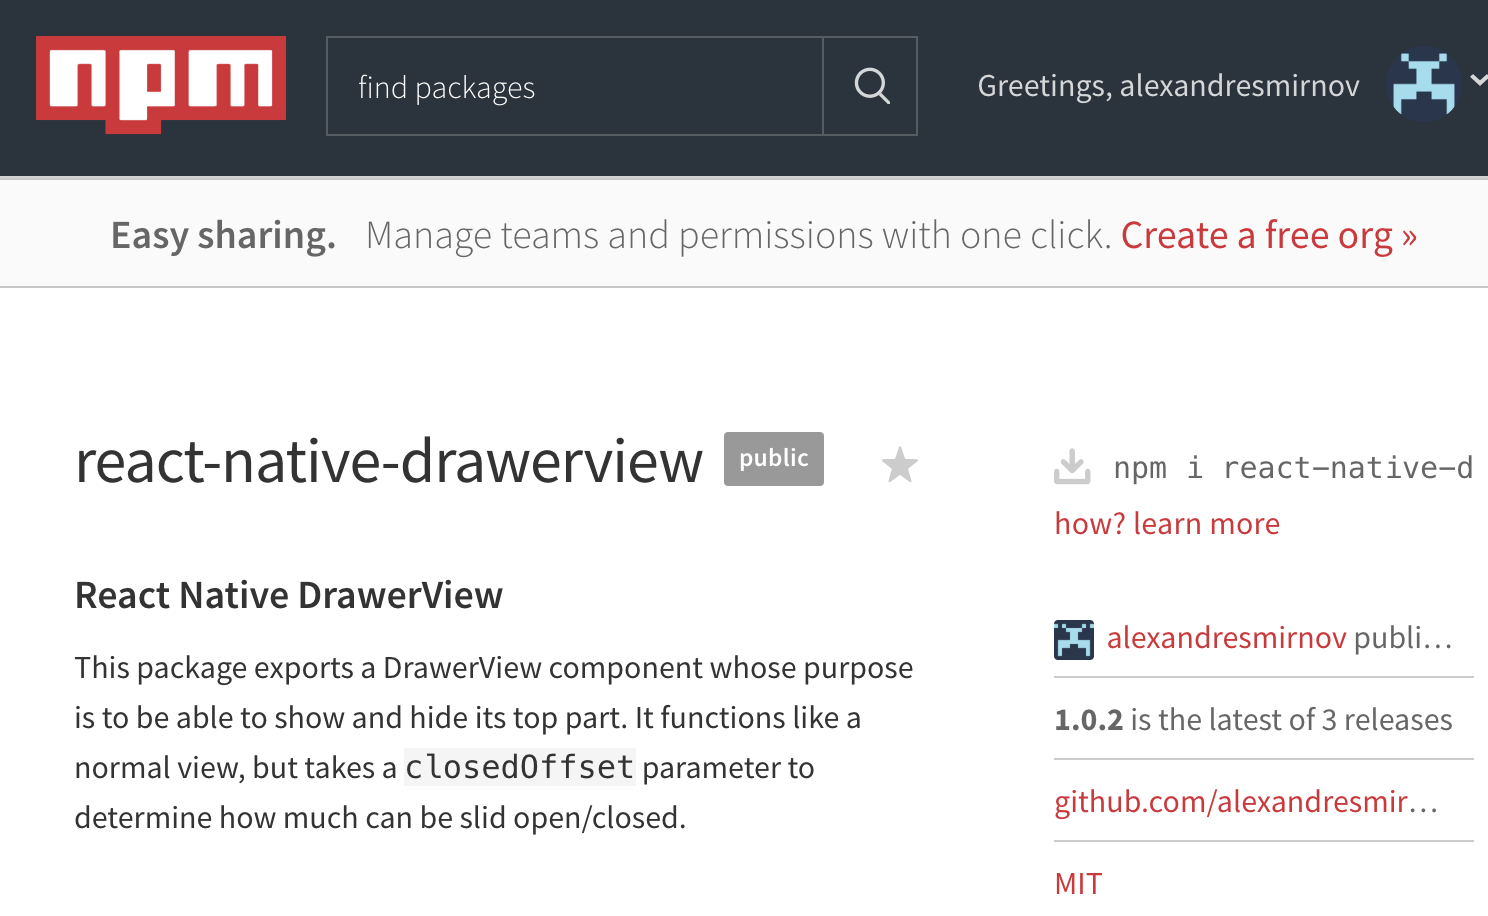 npm
find packages
Greetings, alexandresmirnov
Easy sharing. Manage teams and permissions with one click. Create a free org »
react-native-drawerview public
npm i react-native-d
how? learn more
React Native DrawerView
This package exports a DrawerView component whose purpose
is to be able to show and hide its top part. It functions like a
normal view, but takes a closedOffset parameter to
determine how much can be slid open/closed.
alexandresmirnov publi…
1.0.2 is the latest of 3 releases
github.com/alexandresmir…
MIT